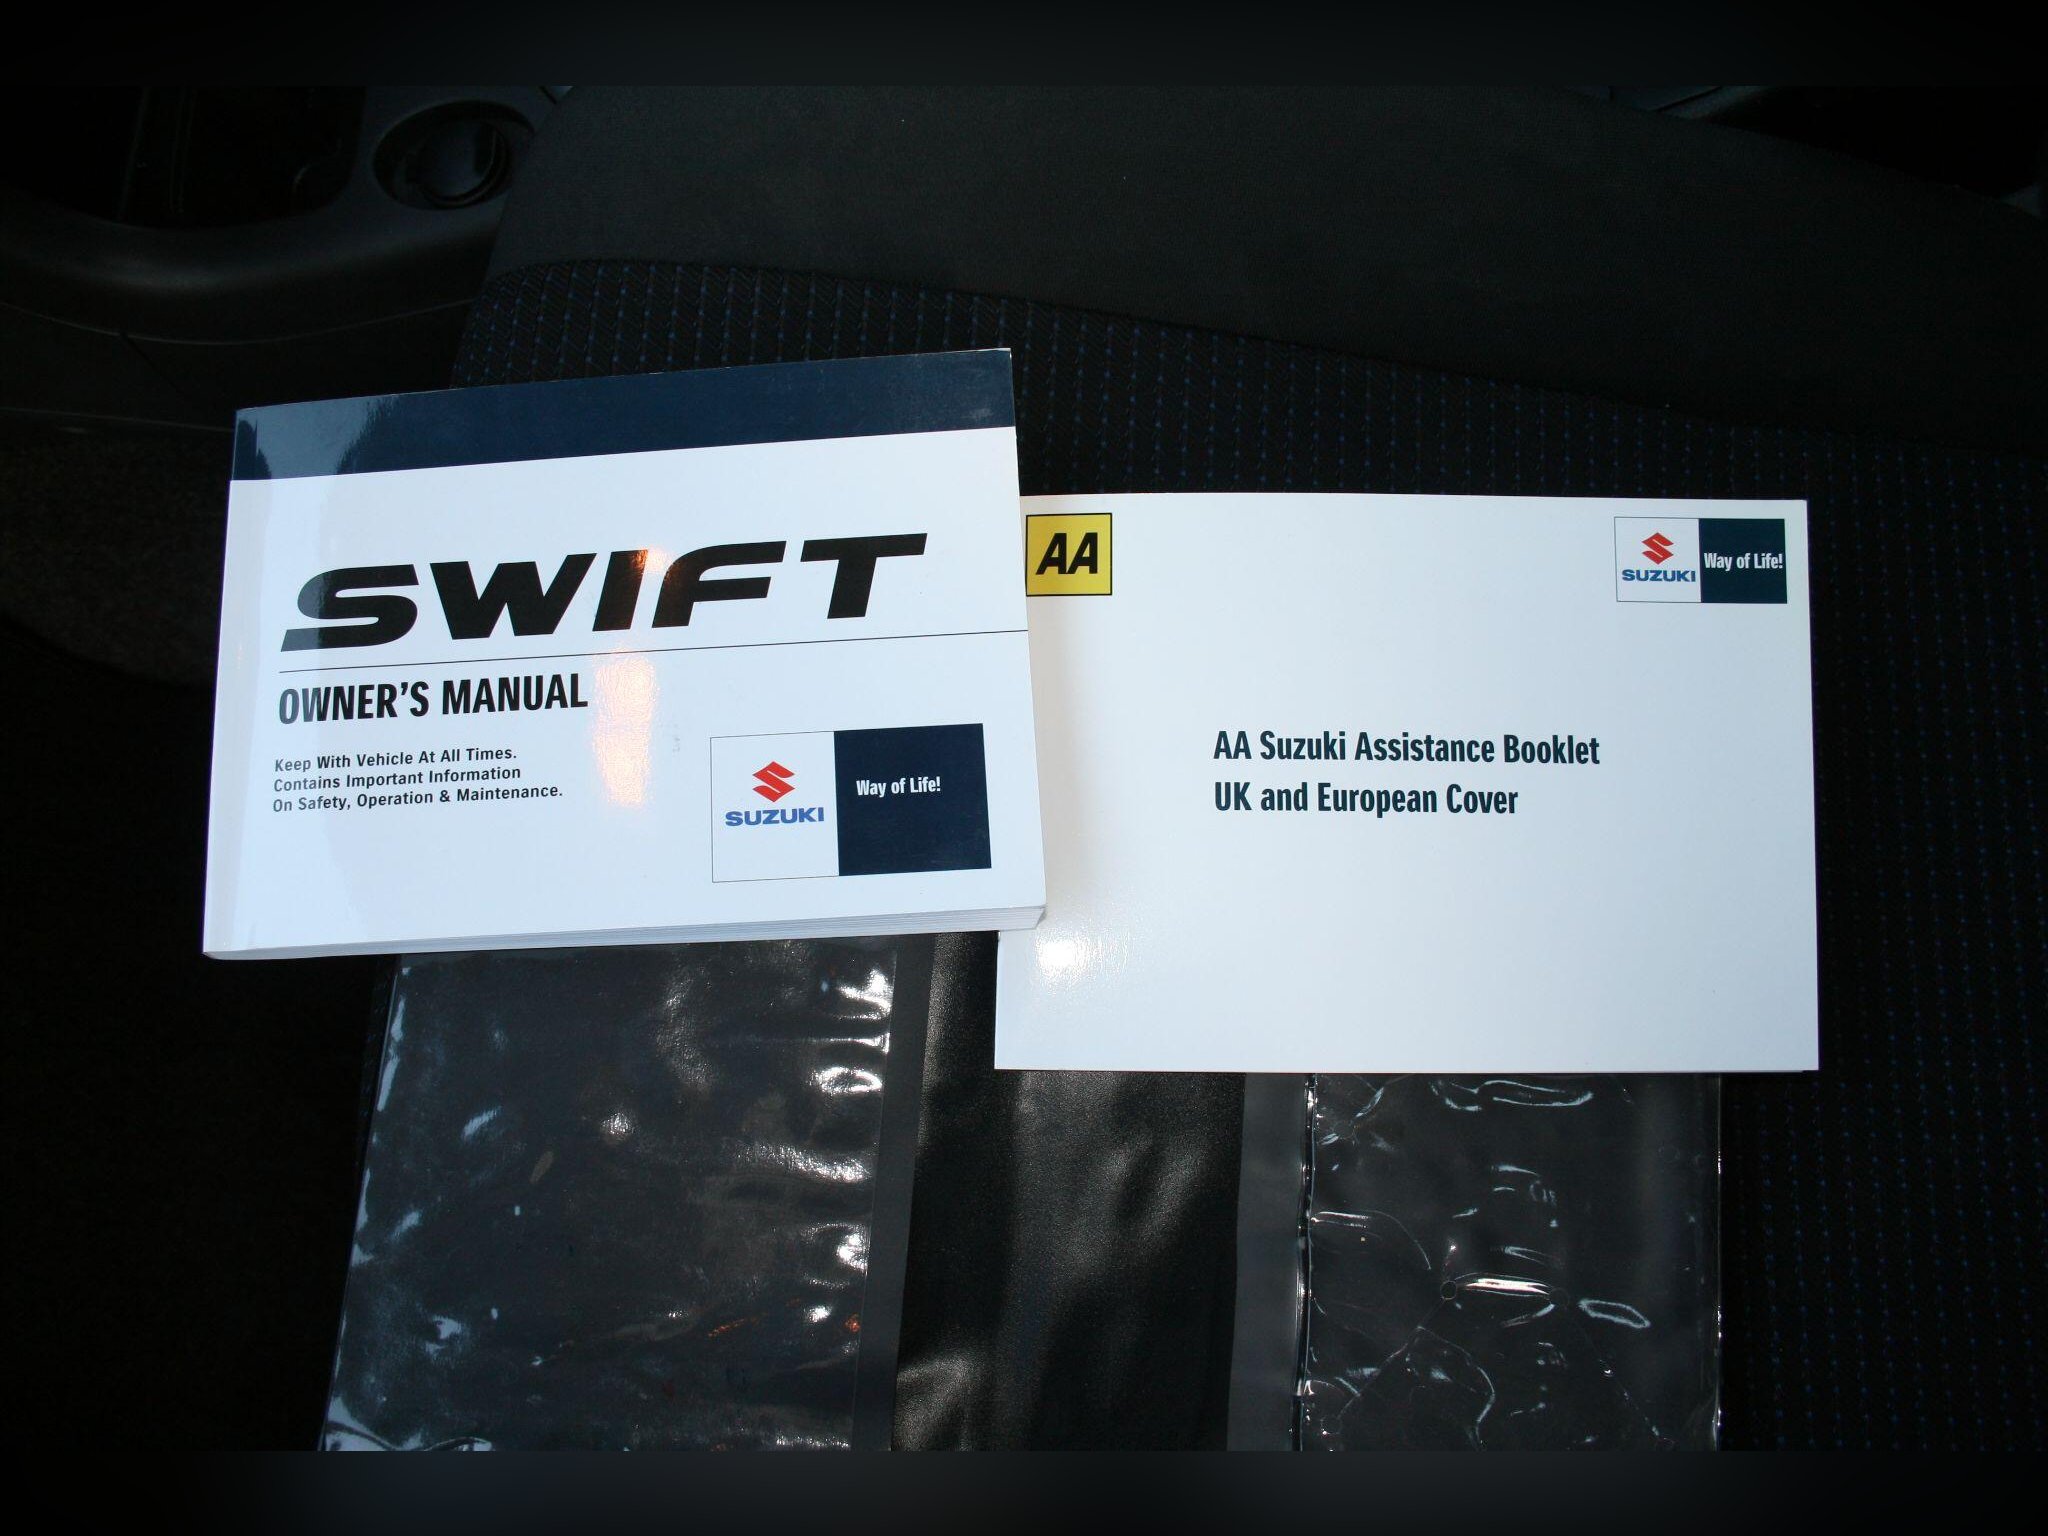 SWIFT
OWNER'S MANUAL
Keep With Vehicle At All Times.
Contains Important Information
On Safety, Operation & Maintenance.
SUZUKI
Way of Life!
AA
SUZUKI
Way of Life!
AA Suzuki Assistance Booklet
UK and European Cover